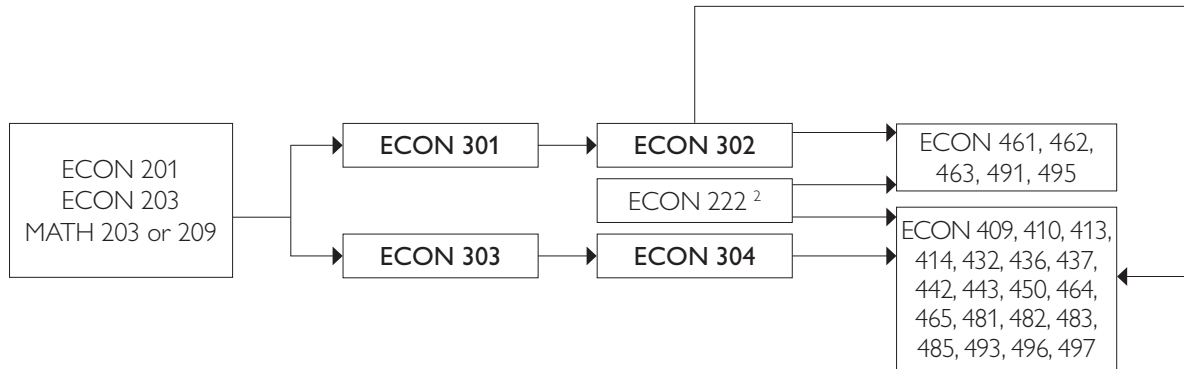 ECON 201
ECON 203
MATH 203 or 209
ECON 301
ECON 302
ECON 461, 462,
463, 491, 495
ECON 222 2
ECON 303
ECON 304
ECON 409, 410, 413,
414, 432, 436, 437,
442, 443, 450, 464,
465, 481, 482, 483,
485, 493, 496, 497